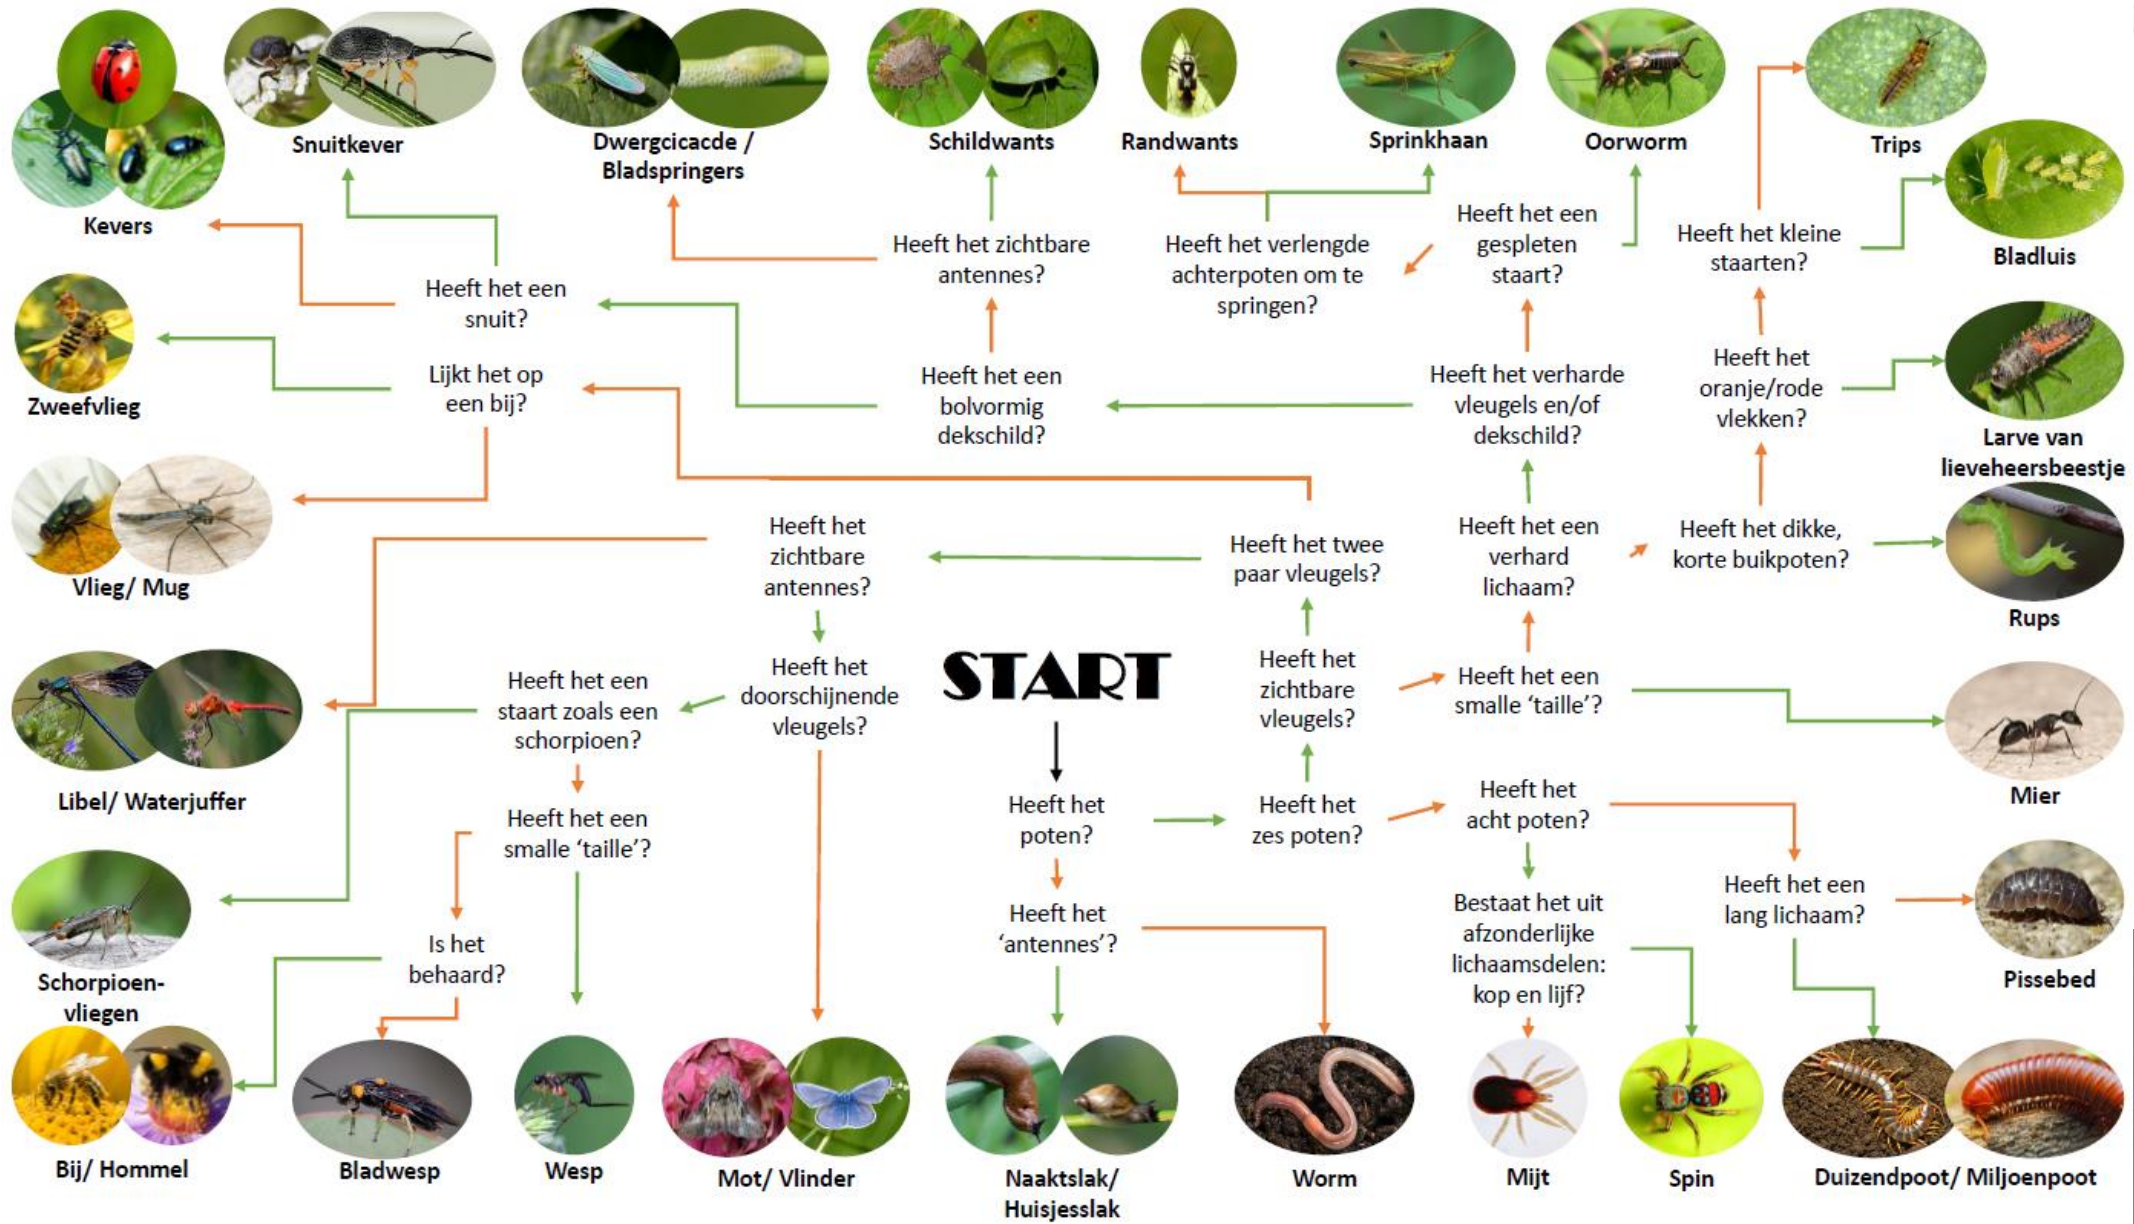 Kevers
Snuitkever
Dwergcicacde /
Bladspringers
Schildwants
Randwants
Sprinkhaan
Oorworm
Trips
Bladluis
Heeft het een
snuit?
Heeft het zichtbare
antennes?
Heeft het verlengde
achterpoten om te
springen?
Heeft het een
gespleten
staart?
Heeft het kleine
staarten?
Zweefvlieg
Lijkt het op
een bij?
Heeft het een
bolvormig
dekschild?
Heeft het verharde
vleugels en/of
dekschild?
Heeft het
oranje/rode
vlekken?
Larve van
lieveheersbeestje
Vlieg/ Mug
Heeft het
zichtbare
antennes?
Heeft het twee
paar vleugels?
Heeft het een
verhard
lichaam?
Heeft het dikke,
korte buikpoten?
Rups
Libel/ Waterjuffer
Heeft het een
staart zoals een
schorpioen?
Heeft het
doorschijnende
vleugels?
START
Heeft het
zichtbare
vleugels?
Heeft het een
smalle ‘taille’?
Mier
Heeft het een
smalle ‘taille’?
Heeft het
poten?
Heeft het
zes poten?
Heeft het
acht poten?
Schorpioen-
vliegen
Is het
behaard?
Heeft het
‘antennes’?
Bestaat het uit
afzonderlijke
lichaamsdelen:
kop en lijf?
Heeft het een
lang lichaam?
Pissebed
Bij/ Hommel
Bladwesp
Wesp
Mot/ Vlinder
Naaktslak/
Huisjesslak
Worm
Mijt
Spin
Duizendpoot/ Miljoenpoot